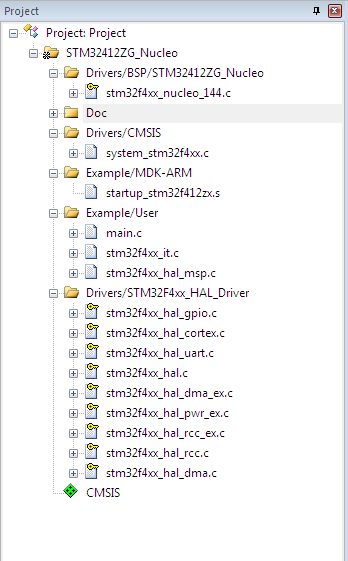 Project
Project: Project
STM32412ZG_Nucleo
Drivers/BSP/STM32412ZG_Nucleo
stm32f4xx_nucleo_144.c
Doc
Drivers/CMSIS
system_stm32f4xx.c
Example/MDK-ARM
startup_stm32f412zx.s
Example/User
main.c
stm32f4xx_it.c
stm32f4xx_hal_msp.c
Drivers/STM32F4xx_HAL_Driver
stm32f4xx_hal_gpio.c
stm32f4xx_hal_cortex.c
stm32f4xx_hal_uart.c
stm32f4xx_hal.c
stm32f4xx_hal_dma_ex.c
stm32f4xx_hal_pwr_ex.c
stm32f4xx_hal_rcc_ex.c
stm32f4xx_hal_rcc.c
stm32f4xx_hal_dma.c
CMSIS